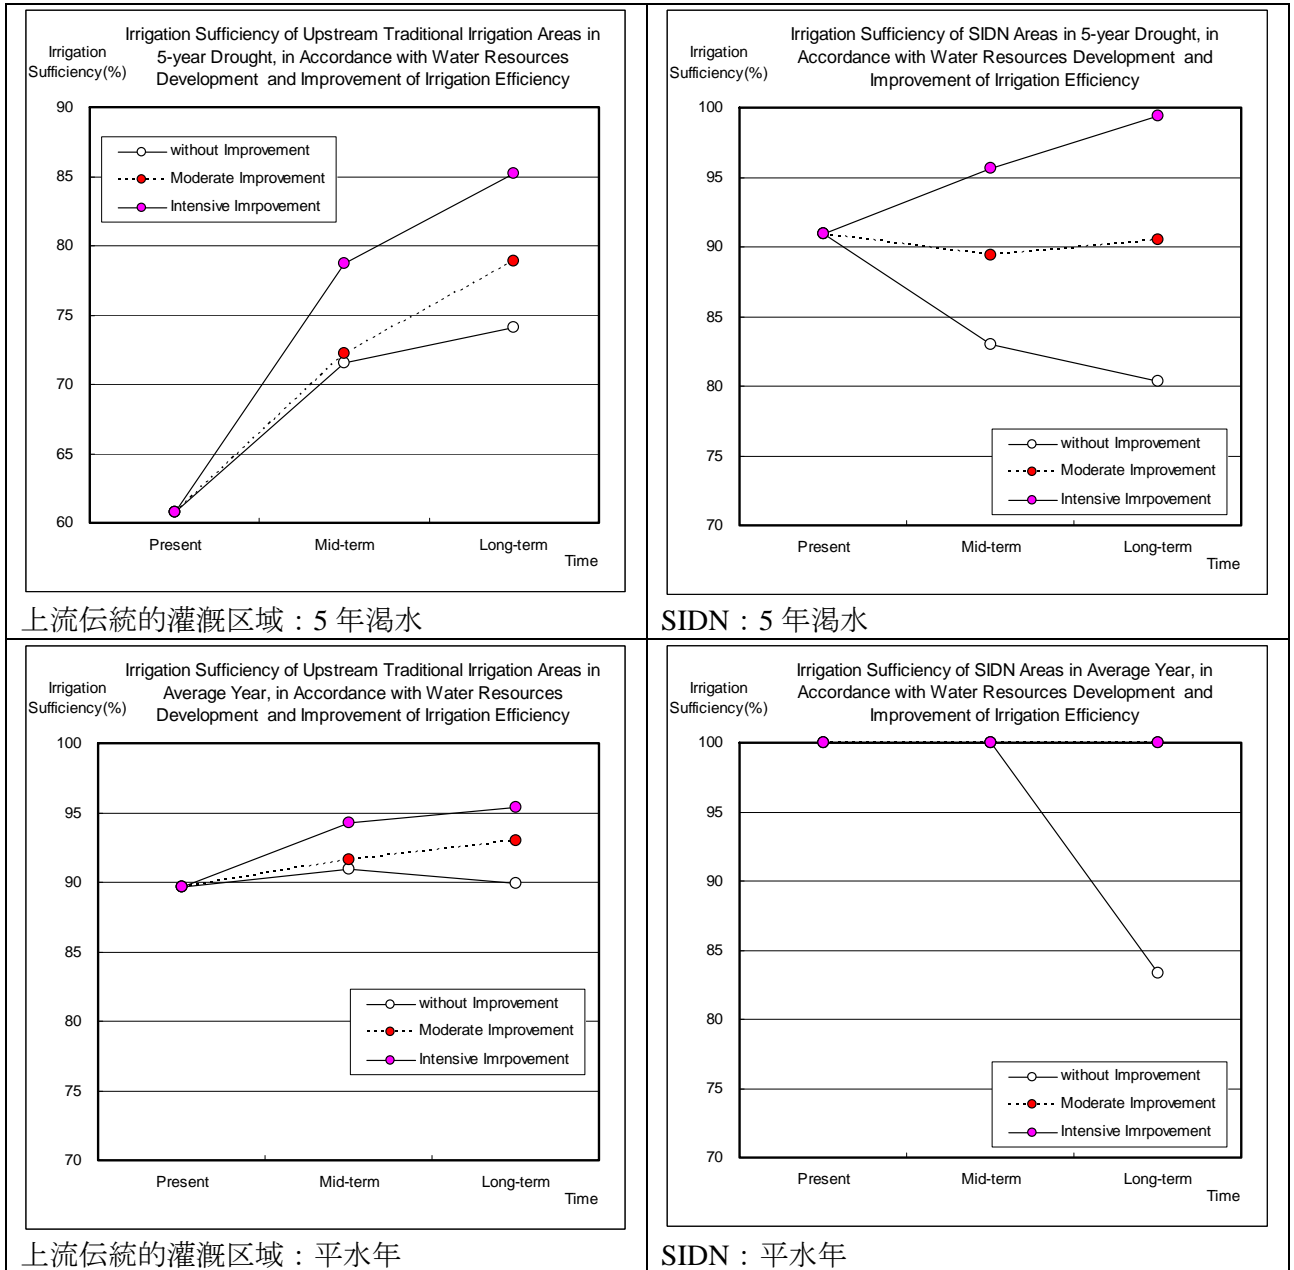 Irrigation Sufficiency of Upstream Traditional Irrigation Areas in
5-year Drought, in Accordance with Water Resources
Development and Improvement of Irrigation Efficiency
Irrigation
Sufficiency(%)
90
85
80
75
70
65
60
without Improvement
Moderate Improvement
Intensive Imrpovement
Present
Mid-term
Long-term
Time
上流伝統的灌漑区域：5 年渇水
Irrigation Sufficiency of SIDN Areas in 5-year Drought, in
Accordance with Water Resources Development and
Improvement of Irrigation Efficiency
Irrigation
Sufficiency(%)
100
95
90
85
80
75
70
without Improvement
Moderate Improvement
Intensive Imrpovement
Present
Mid-term
Long-term
Time
SIDN：5 年渇水
Irrigation Sufficiency of Upstream Traditional Irrigation Areas in
Average Year, in Accordance with Water Resources
Development and Improvement of Irrigation Efficiency
Irrigation
Sufficiency(%)
100
95
90
85
80
75
70
without Improvement
Moderate Improvement
Intensive Imrpovement
Present
Mid-term
Long-term
Time
上流伝統的灌漑区域：平水年
Irrigation Sufficiency of SIDN Areas in Average Year, in
Accordance with Water Resources Development and
Improvement of Irrigation Efficiency
Irrigation
Sufficiency(%)
100
95
90
85
80
75
70
without Improvement
Moderate Improvement
Intensive Imrpovement
Present
Mid-term
Long-term
Time
SIDN：平水年